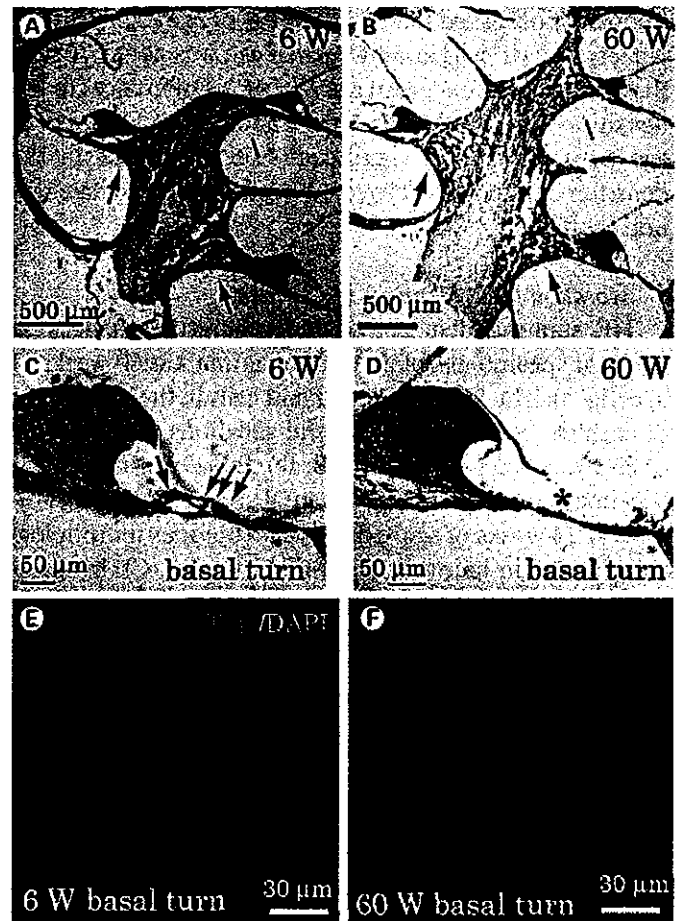 A 6 W
500 µm
B 60 W
500 µm
C 6 W
50 µm basal turn
D 60 W
*
50 µm basal turn
E /DAPI
6 W basal turn 30 µm
F
60 W basal turn 30 µm